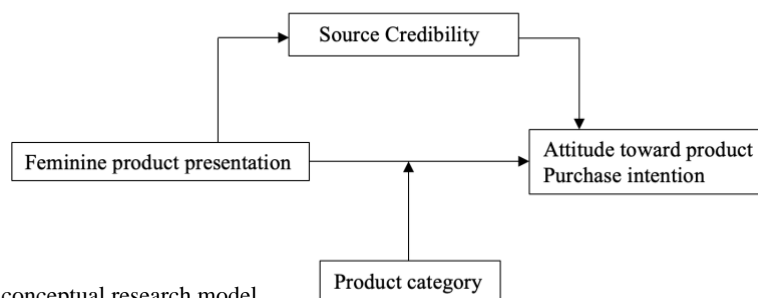 Source Credibility
Feminine product presentation
Attitude toward product
Purchase intention
Product category
conceptual research model